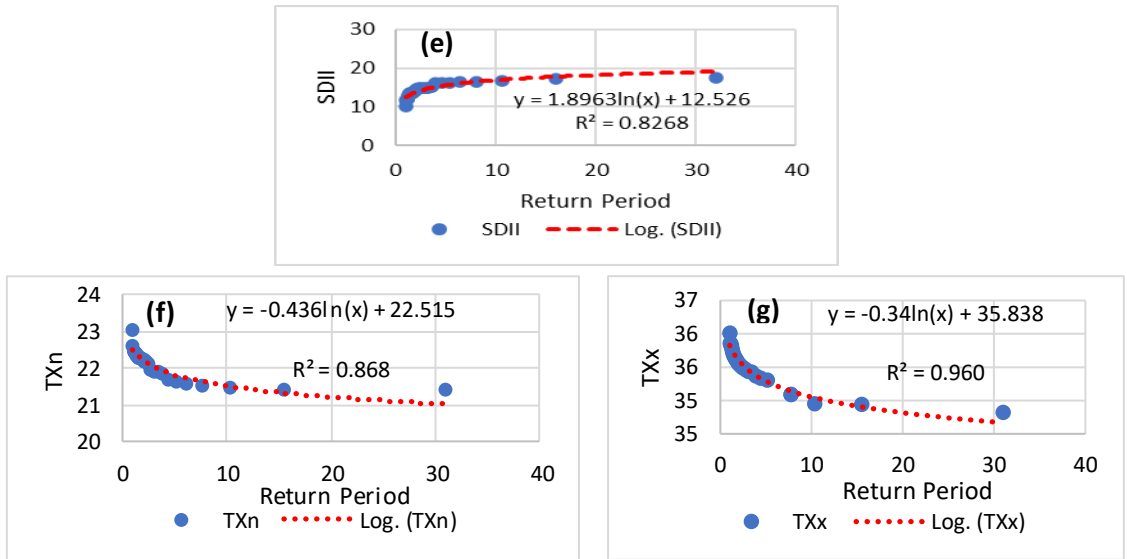 (e)
30
20
10
0
SDII
y = 1.8963ln(x) + 12.526
R² = 0.8268
0 10 20 30 40
Return Period
SDII Log. (SDII)
(f)
24
23
22
21
20
TXn
y = -0.436ln(x) + 22.515
R² = 0.868
0 10 20 30 40
Return Period
TXn Log. (TXn)
(g)
37
36
36
35
35
TXx
y = -0.34ln(x) + 35.838
R² = 0.960
0 10 20 30 40
Return Period
TXx Log. (TXx)